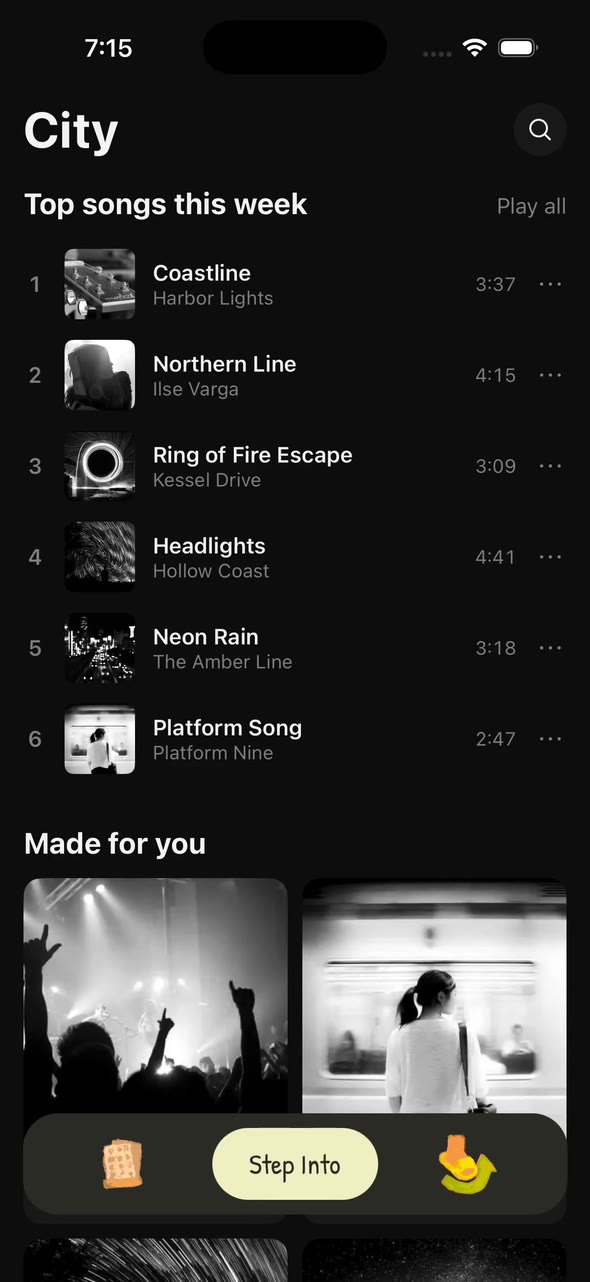 7:15
City
Top songs this week
Play all
1
Coastline
Harbor Lights
3:37
2
Northern Line
Ilse Varga
4:15
3
Ring of Fire Escape
Kessel Drive
3:09
4
Headlights
Hollow Coast
4:41
5
Neon Rain
The Amber Line
3:18
6
Platform Song
Platform Nine
2:47
Made for you
Step Into